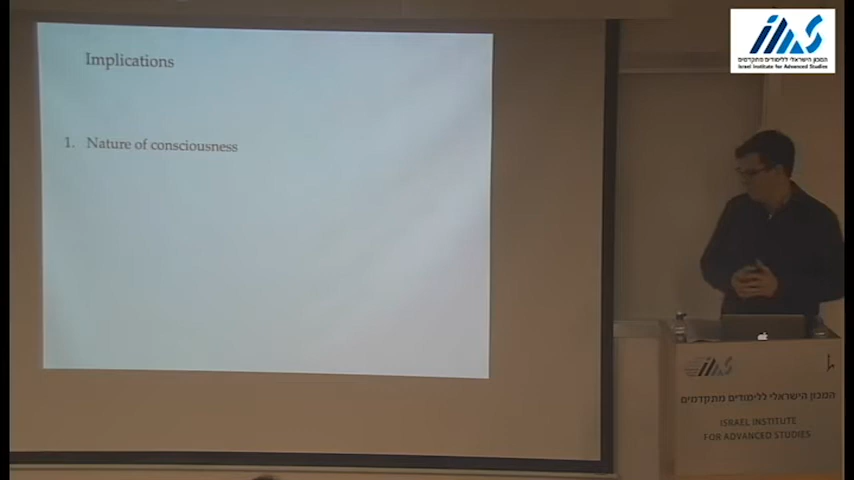 Implications
1. Nature of consciousness
המכון הישראלי ללימודים מתקדמים
Israel Institute for Advanced Studies
המכון הישראלי ללימודים מתקדמים
ISRAEL INSTITUTE
FOR ADVANCED STUDIES